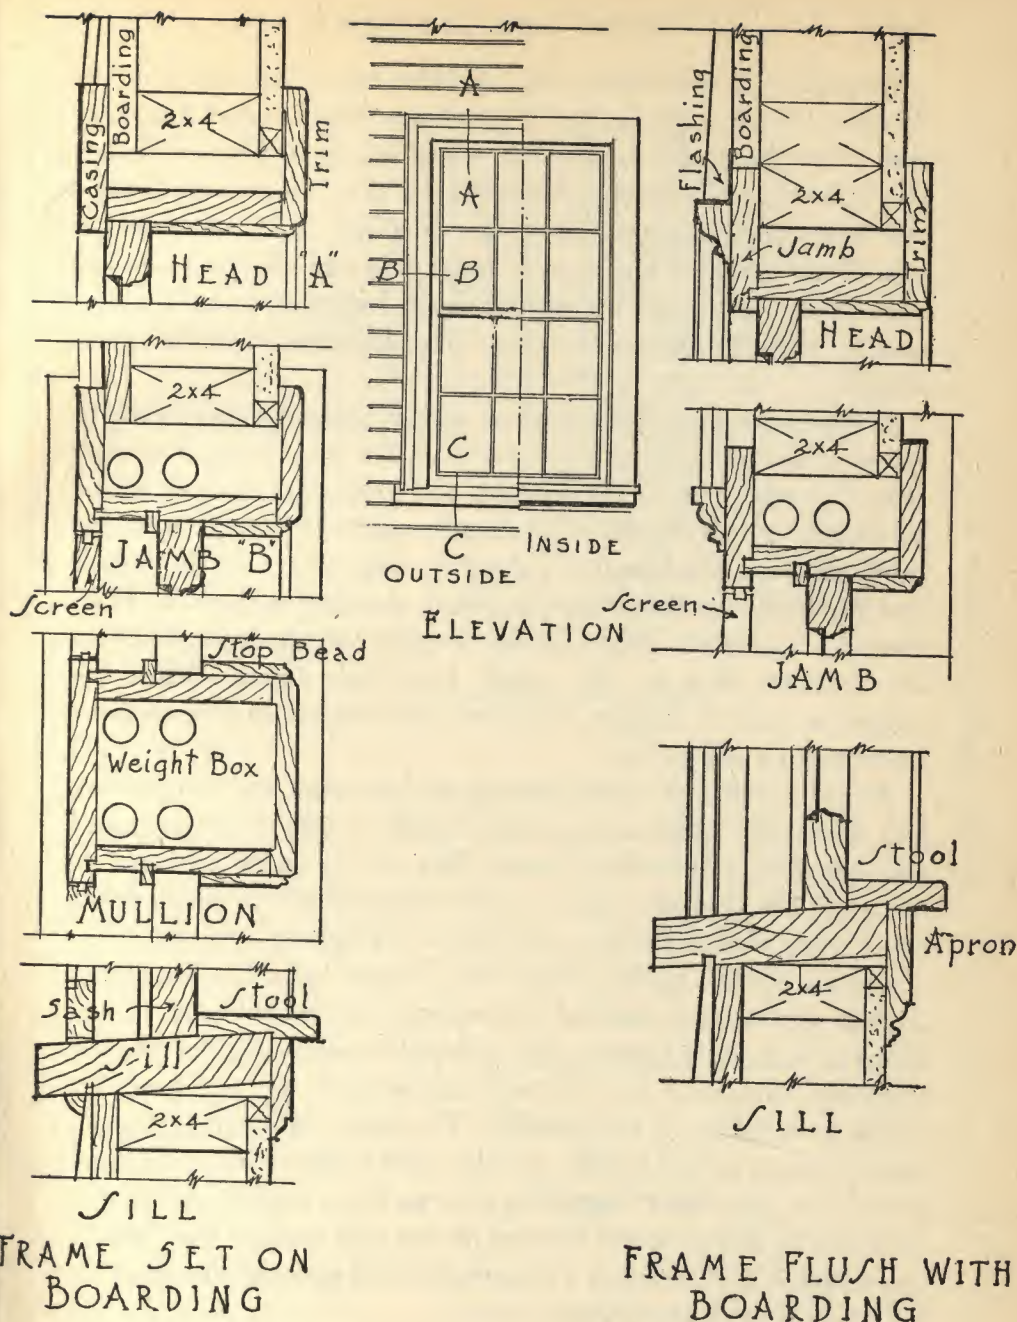 Casing
Boarding
2x4
Trim
HEAD "A"
2x4
JAMB "B"
Screen
Stop Bead
Weight Box
MULLION
Sash
Stool
Sill
2x4
SILL
FRAME SET ON
BOARDING
A
A
B B
C
C
INSIDE
OUTSIDE
ELEVATION
Flashing
Boarding
2x4
Jamb
Trim
HEAD
2x4
Screen
JAMB
Stool
Apron
2x4
SILL
FRAME FLUSH WITH
BOARDING